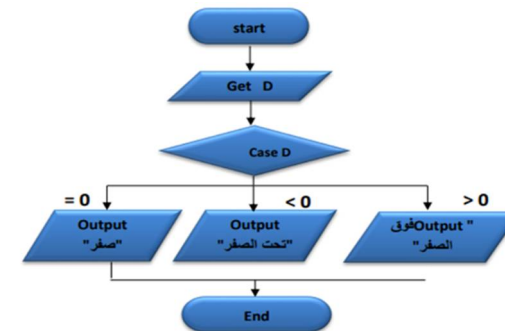 start
Get D
Case D
= 0
< 0
> 0
Output
"صفر"
Output
"تحت الصفر"
Output " فوق
الصفر"
End